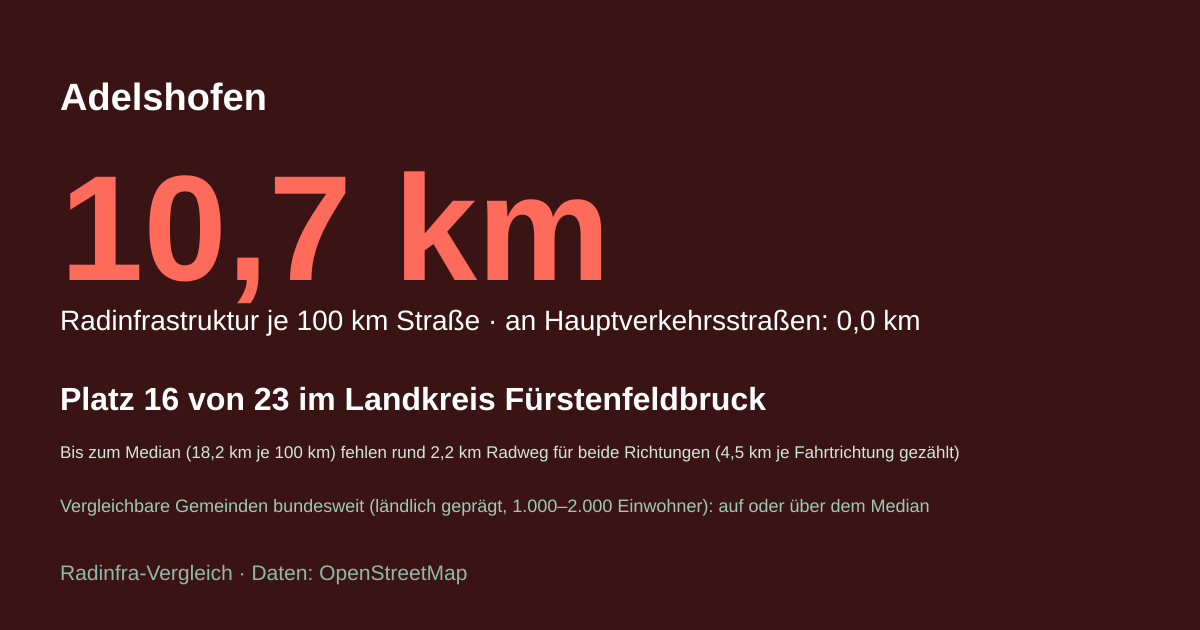 Adelshofen
10,7 km
Radinfrastruktur je 100 km Straße · an Hauptverkehrsstraßen: 0,0 km
Platz 16 von 23 im Landkreis Fürstenfeldbruck
Bis zum Median (18,2 km je 100 km) fehlen rund 2,2 km Radweg für beide Richtungen (4,5 km je Fahrtrichtung gezählt)
Vergleichbare Gemeinden bundesweit (ländlich geprägt, 1.000–2.000 Einwohner): auf oder über dem Median
Radinfra-Vergleich · Daten: OpenStreetMap